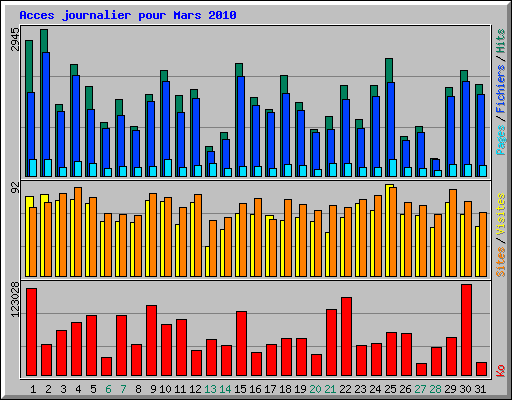 Acces journalier pour Mars 2010
2945
Pages / Fichiers / Hits
92
Sites / Visites
123028
Ko
1 2 3 4 5 6 7 8 9 10 11 12 13 14 15 16 17 18 19 20 21 22 23 24 25 26 27 28 29 30 31